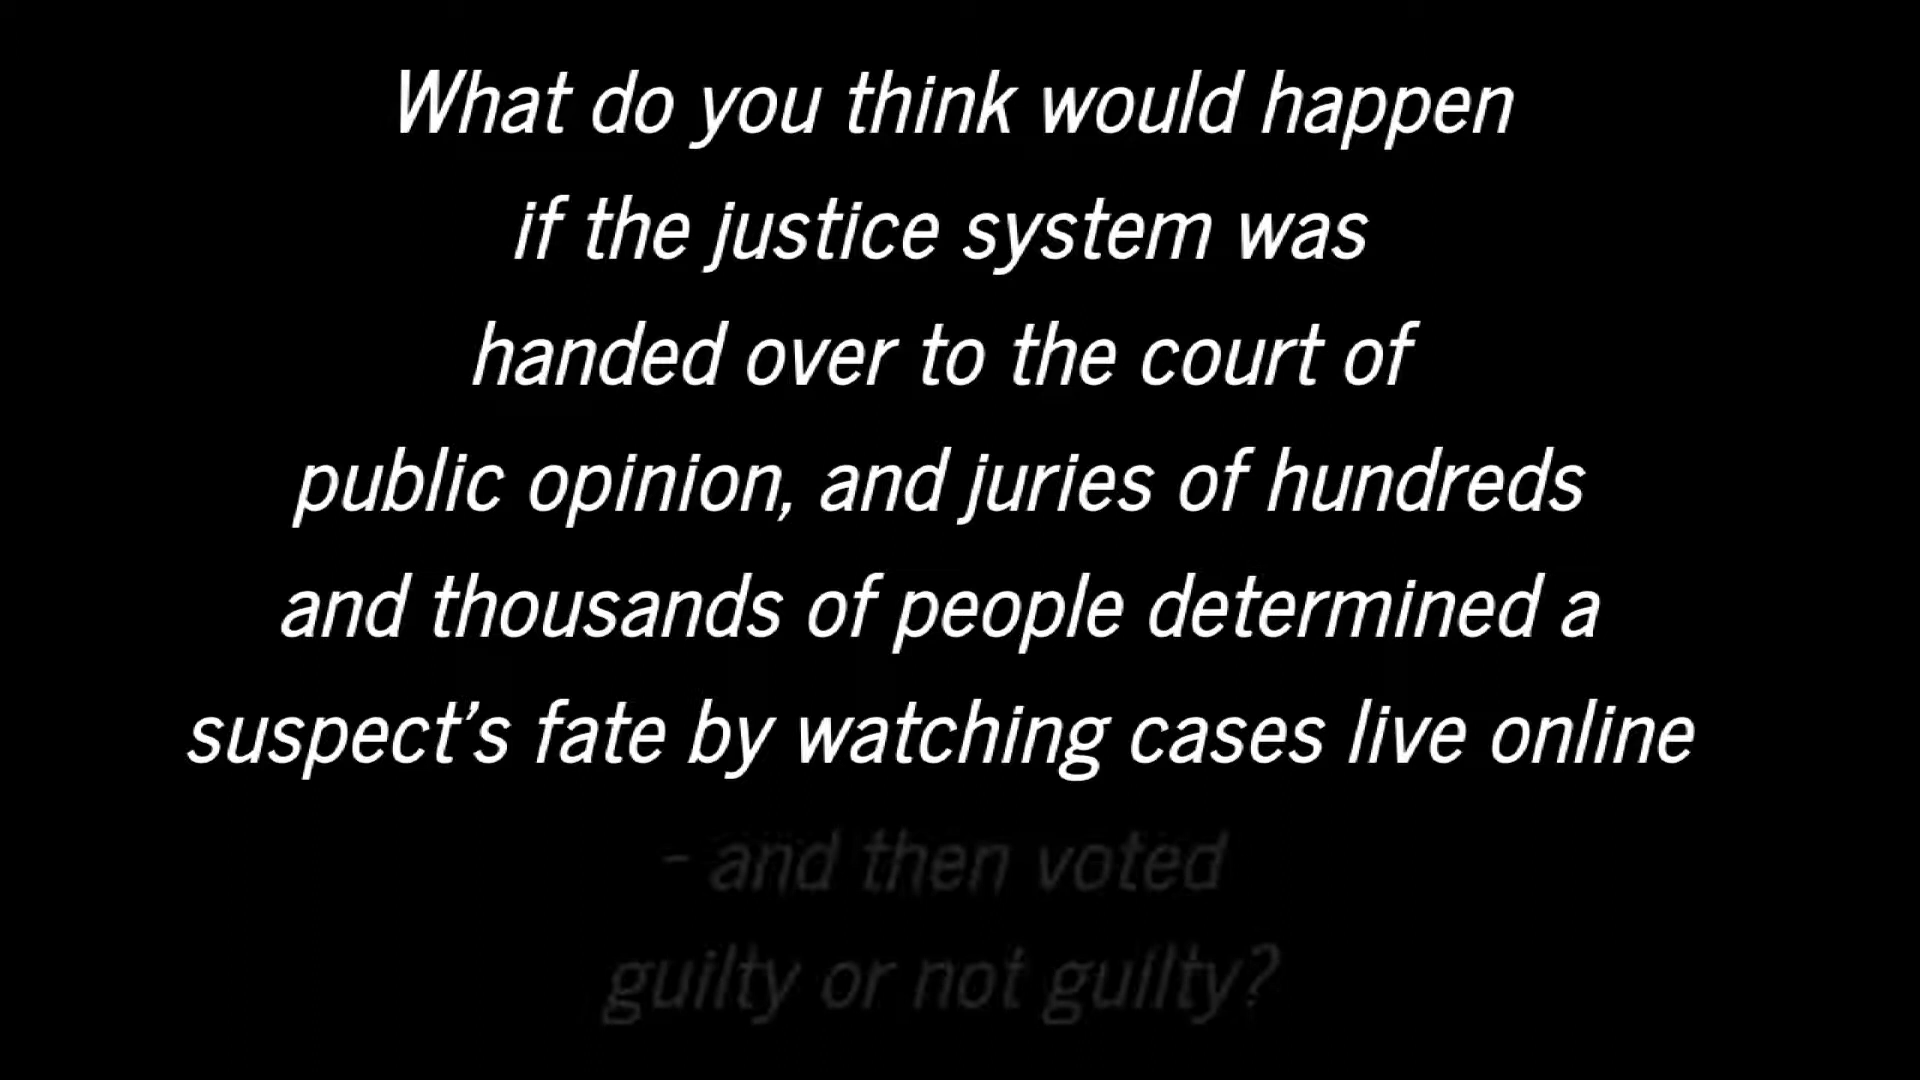 What do you think would happen
if the justice system was
handed over to the court of
public opinion, and juries of hundreds
and thousands of people determined a
suspect’s fate by watching cases live online
- and then voted
guilty or not guilty?